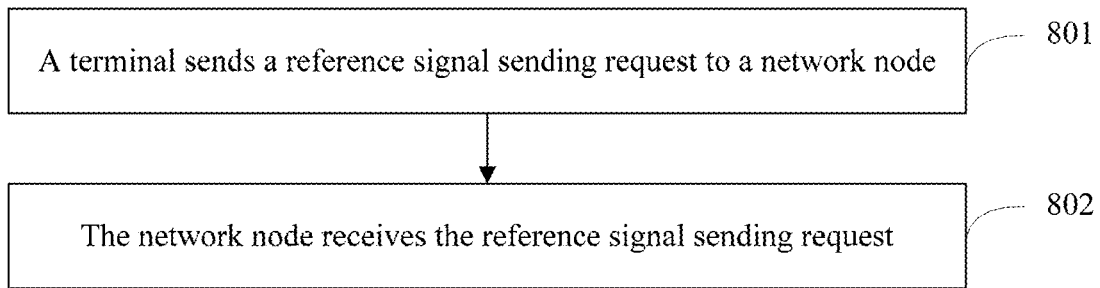 A terminal sends a reference signal sending request to a network node
801
The network node receives the reference signal sending request
802